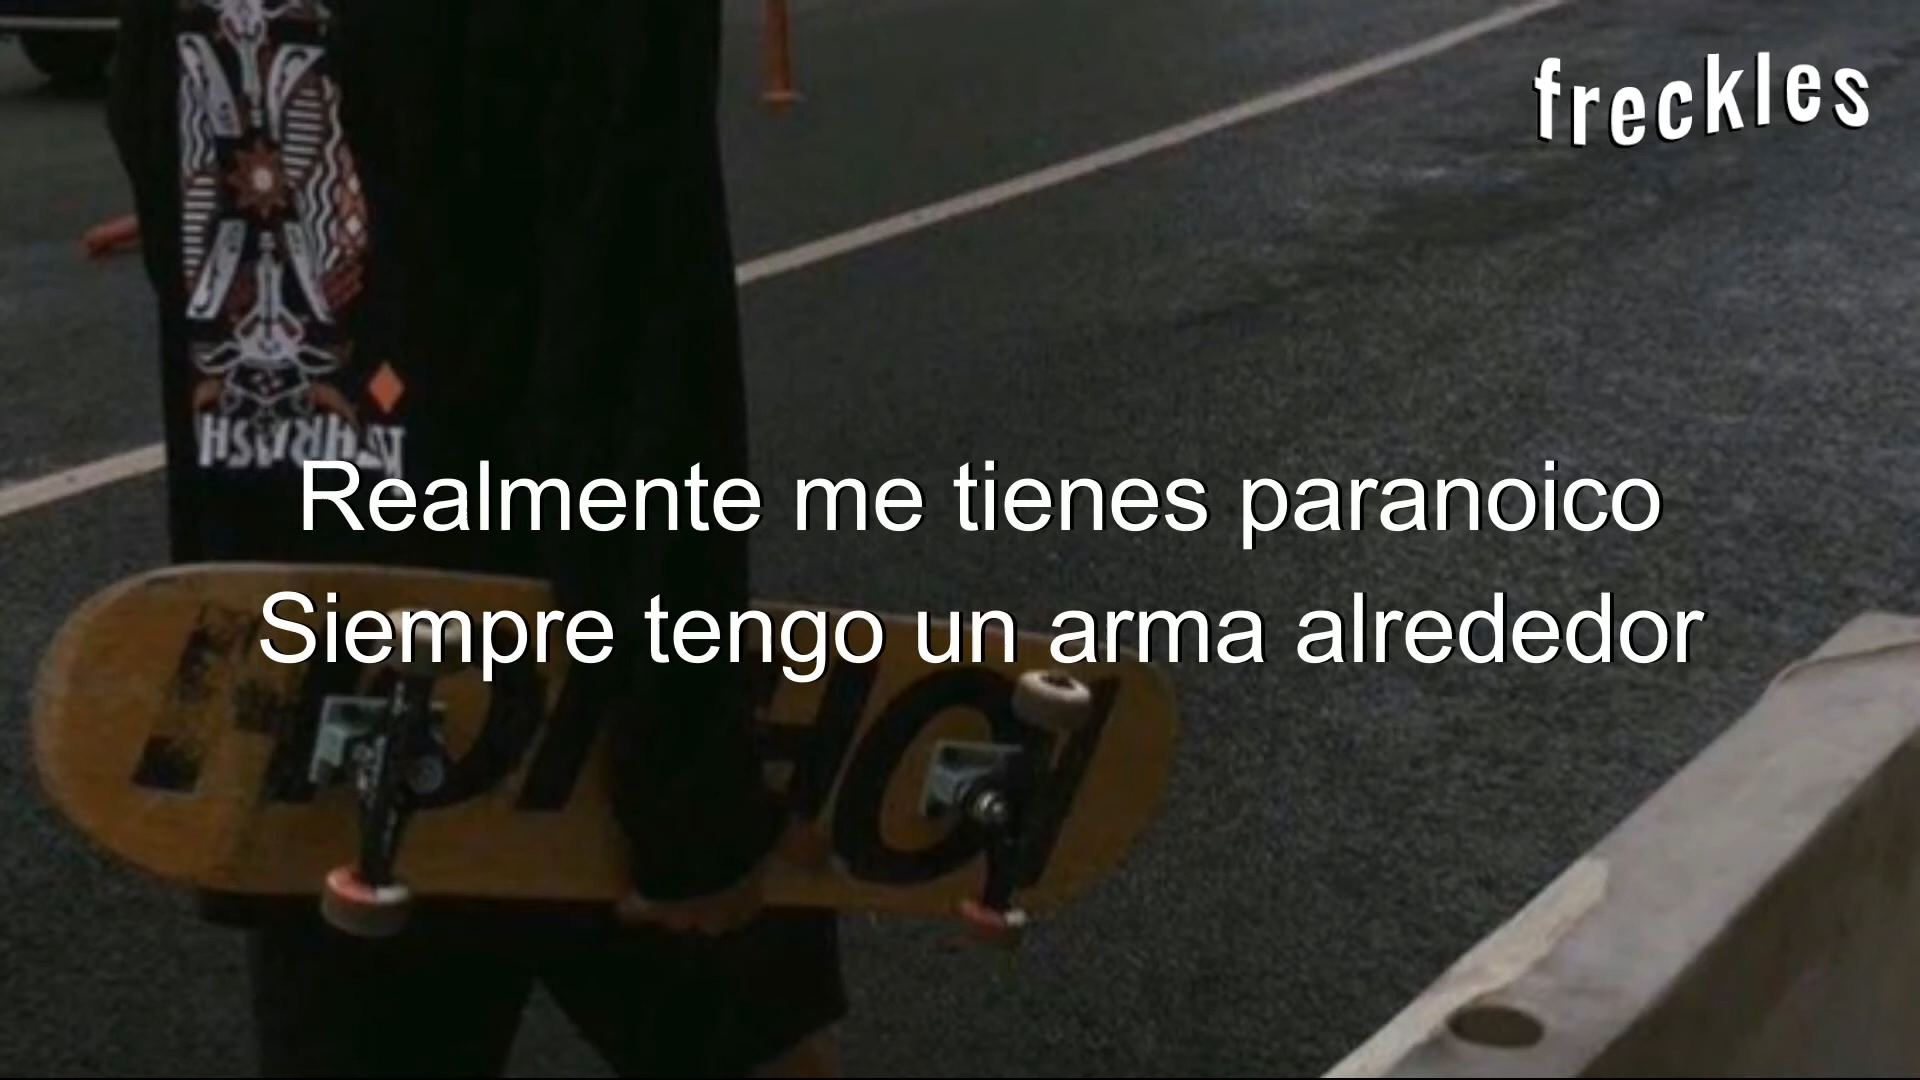 freckles
Realmente me tienes paranoico
Siempre tengo un arma alrededor